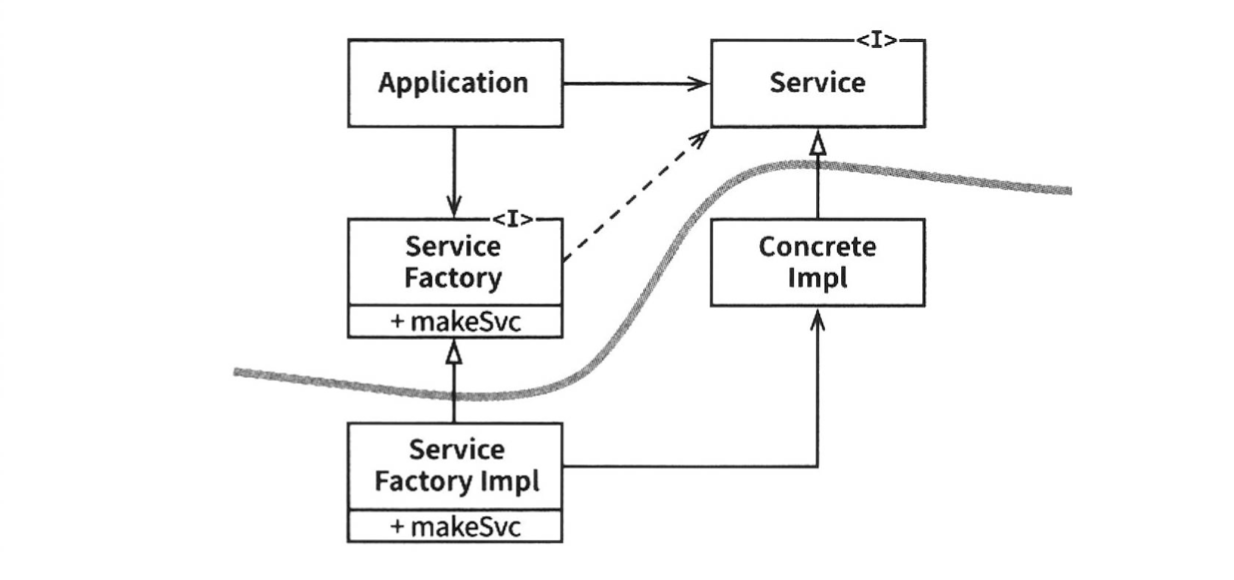 Application
<I>
Service
<I>
Service
Factory
+ makeSvc
Concrete
Impl
Service
Factory Impl
+ makeSvc